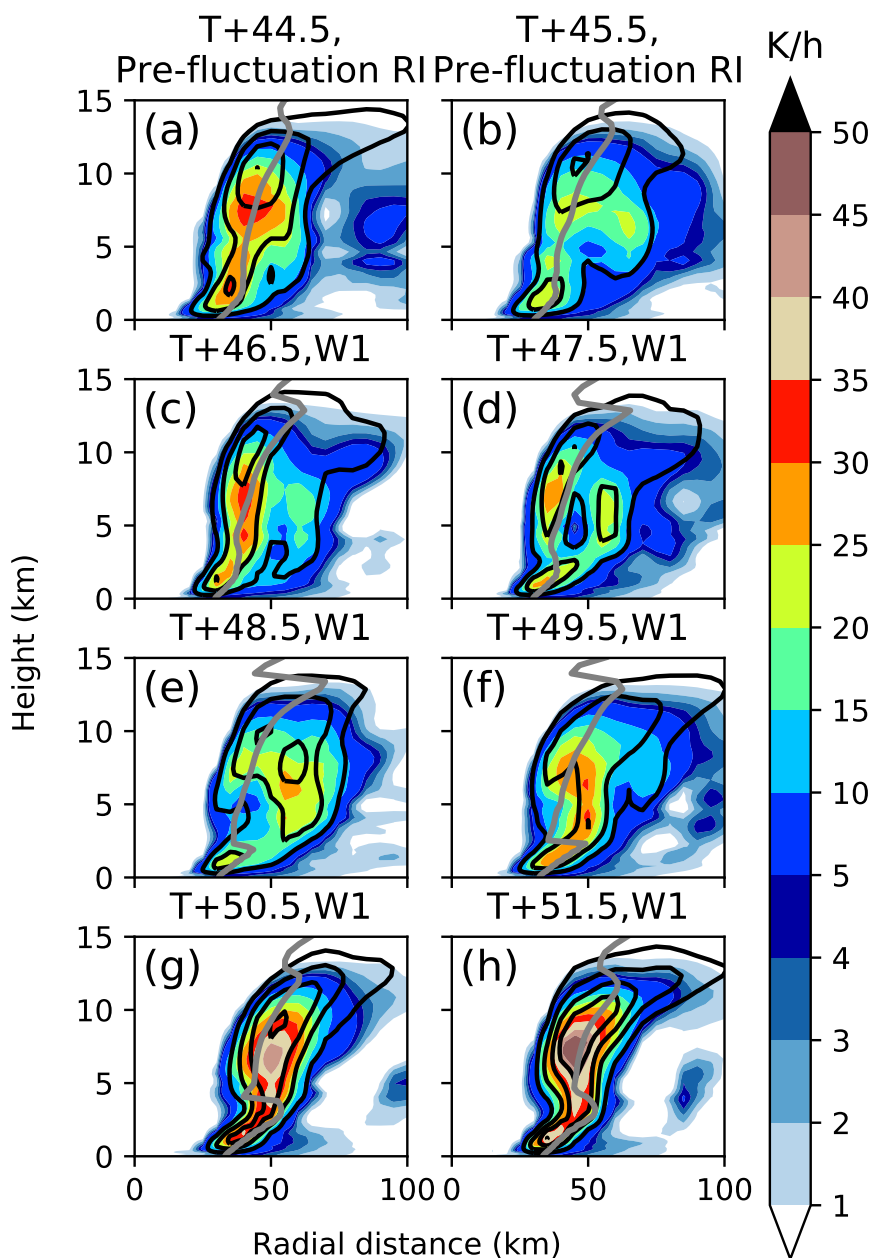 T+44.5,
Pre-fluctuation RI
T+45.5,
Pre-fluctuation RI
K/h
(a)
(b)
15
10
5
0
T+46.5,W1
T+47.5,W1
(c)
(d)
15
10
5
0
T+48.5,W1
T+49.5,W1
(e)
(f)
15
10
5
0
T+50.5,W1
T+51.5,W1
(g)
(h)
15
10
5
0
0
50
100
0
50
100
Height (km)
Radial distance (km)
50
45
40
35
30
25
20
15
10
5
4
3
2
1